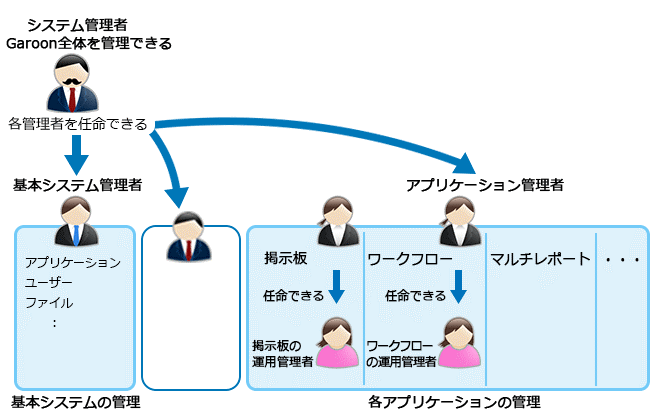 システム管理者
Garoon全体を管理できる
各管理者を任命できる
基本システム管理者
アプリケーション管理者
アプリケーション
ユーザー
ファイル
:
掲示板
ワークフロー
マルチレポート
・・・
任命できる
任命できる
掲示板の
運用管理者
ワークフロー
の運用管理者
基本システムの管理
各アプリケーションの管理